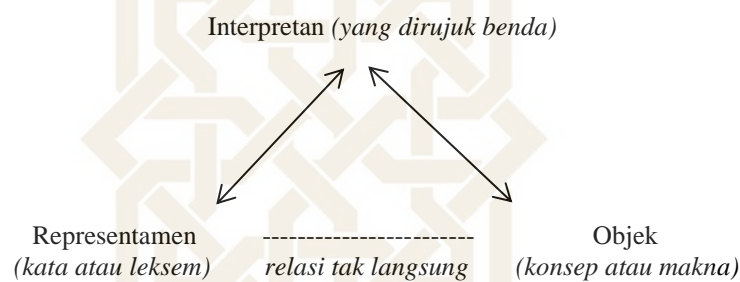 Interpretan (yang dirujuk benda)
Representamen ------------------------ Objek
(kata atau leksem) relasi tak langsung (konsep atau makna)